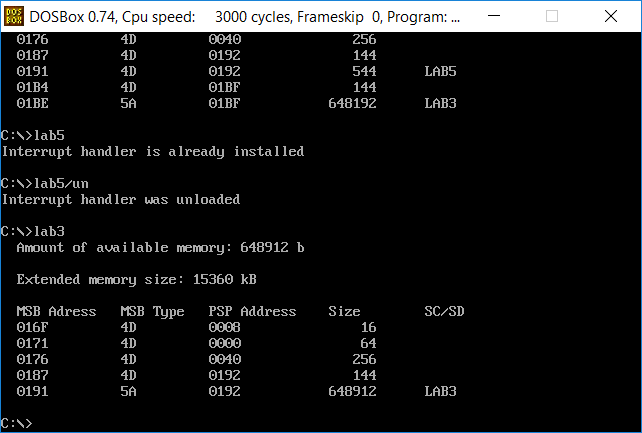 DOS BOX DOSBox 0.74, Cpu speed: 3000 cycles, Frameskip 0, Program: ...
0176 4D 0040 256
0187 4D 0192 144
0191 4D 0192 544 LAB5
01B4 4D 01BF 144
01BE 5A 01BF 648192 LAB3
C:\>lab5
Interrupt handler is already installed
C:\>lab5/un
Interrupt handler was unloaded
C:\>lab3
Amount of available memory: 648912 b
Extended memory size: 15360 kB
MSB Adress MSB Type PSP Address Size SC/SD
016F 4D 0008 16
0171 4D 0000 64
0176 4D 0040 256
0187 4D 0192 144
0191 5A 0192 648912 LAB3
C:\>